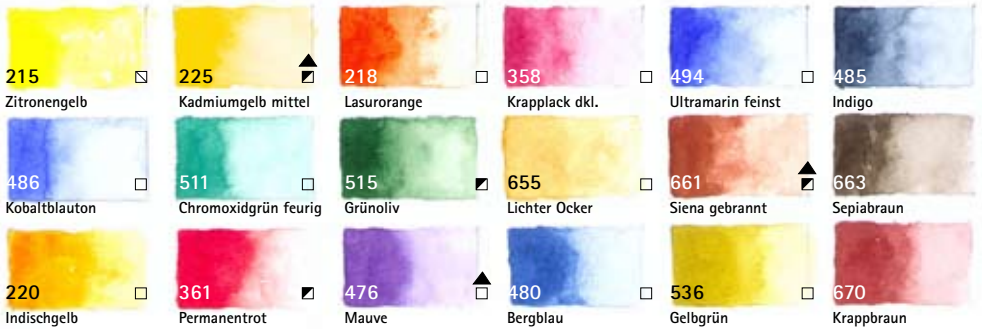 215 225 218 358 494 485
Zitronengelb Kadmiumgelb mittel Lasurorange Krapplack dkl. Ultramarin feinst Indigo
486 511 515 655 661 663
Kobaltblauton Chromoxidgrün feurig Grünoliv Lichter Ocker Siena gebrannt Sepiabraun
220 361 476 480 536 670
Indischgelb Permanentrot Mauve Bergblau Gelbgrün Krappbraun